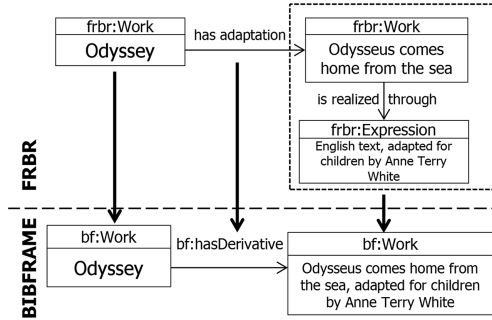 frbr:Work
Odyssey
has adaptation
frbr:Work
Odysseus comes
home from the sea
is realized through
frbr:Expression
English text, adapted for
children by Anne Terry
White
FRBR
BIBFRAME
bf:Work
Odyssey
bf:hasDerivative
bf:Work
Odysseus comes home from
the sea, adapted for children
by Anne Terry White